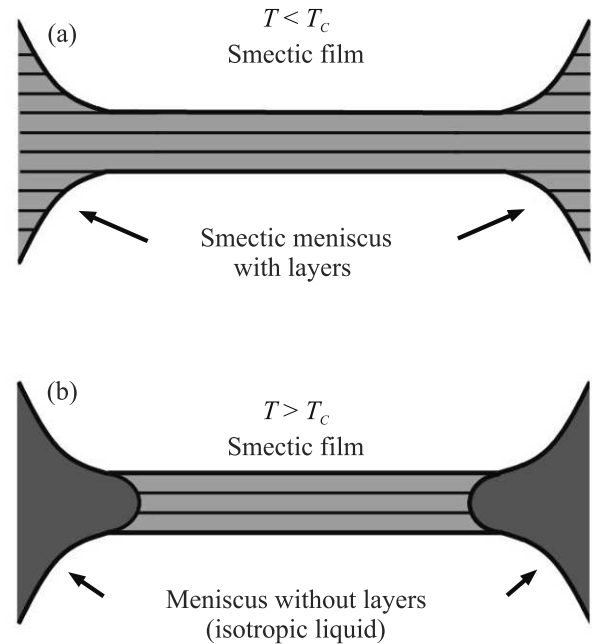 (a)
T < T_C
Smectic film
Smectic meniscus
with layers
(b)
T > T_C
Smectic film
Meniscus without layers
(isotropic liquid)